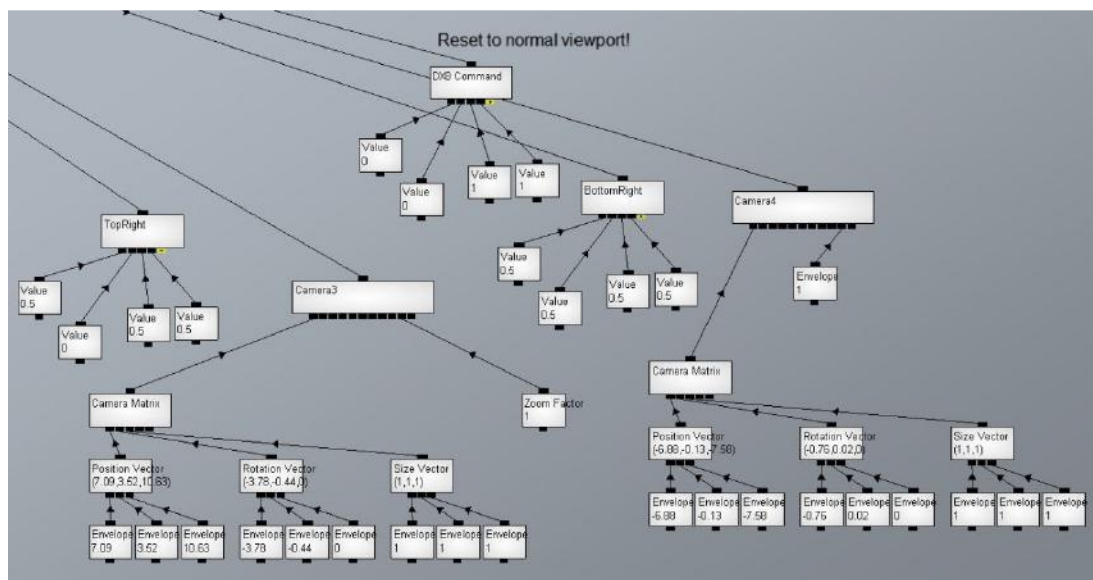 Reset to normal viewport!
DX8 Command
Value
0
Value
0
Value
1
Value
1
BottomRight
Camera4
TopRight
Value
0.5
Value
0
Value
0.5
Value
0.5
Camera3
Value
0.5
Value
0.5
Value
0.5
Value
0.5
Envelope
1
Camera Matrix
Zoom Factor
1
Camera Matrix
Position Vector
(7.09,3.52,10.63)
Rotation Vector
(-3.78,-0.44,0)
Size Vector
(1,1,1)
Position Vector
(-6.88,-0.13,-7.58)
Rotation Vector
(-0.76,0.02,0)
Size Vector
(1,1,1)
Envelope
7.09
Envelope
3.52
Envelope
10.63
Envelope
-3.78
Envelope
-0.44
Envelope
0
Envelope
1
Envelope
1
Envelope
1
Envelope
-6.88
Envelope
-0.13
Envelope
-7.58
Envelope
-0.76
Envelope
0.02
Envelope
0
Envelope
1
Envelope
1
Envelope
1